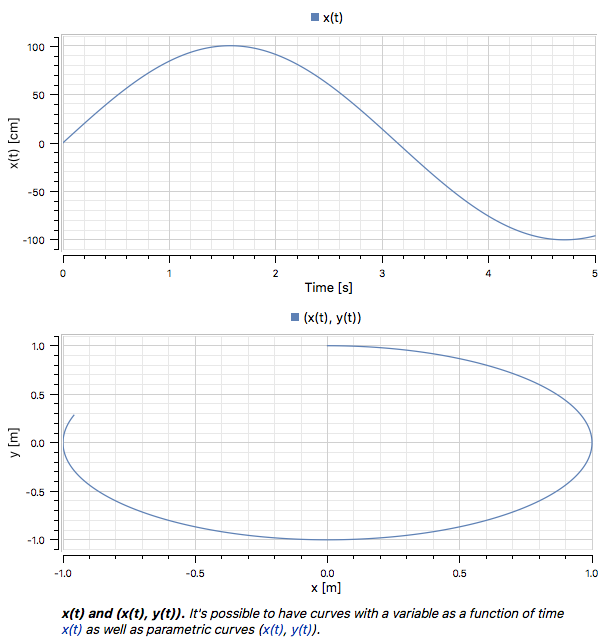 x(t)
100
50
0
-50
-100
x(t) [cm]
0 1 2 3 4 5
Time [s]
(x(t), y(t))
1.0
0.5
0.0
-0.5
-1.0
y [m]
-1.0 -0.5 0.0 0.5 1.0
x [m]
x(t) and (x(t), y(t)). It's possible to have curves with a variable as a function of time
x(t) as well as parametric curves (x(t), y(t)).